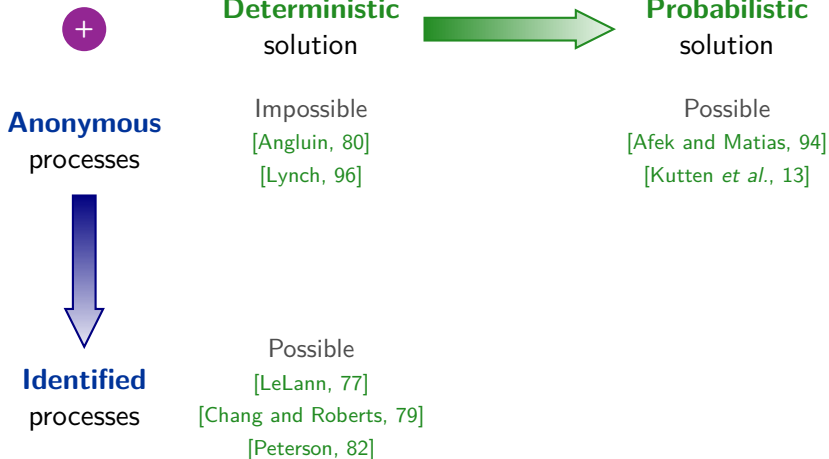 +
Deterministic
solution
Probabilistic
solution
Anonymous
processes
Impossible
[Angluin, 80]
[Lynch, 96]
Possible
[Afek and Matias, 94]
[Kutten et al., 13]
Identified
processes
Possible
[LeLann, 77]
[Chang and Roberts, 79]
[Peterson, 82]